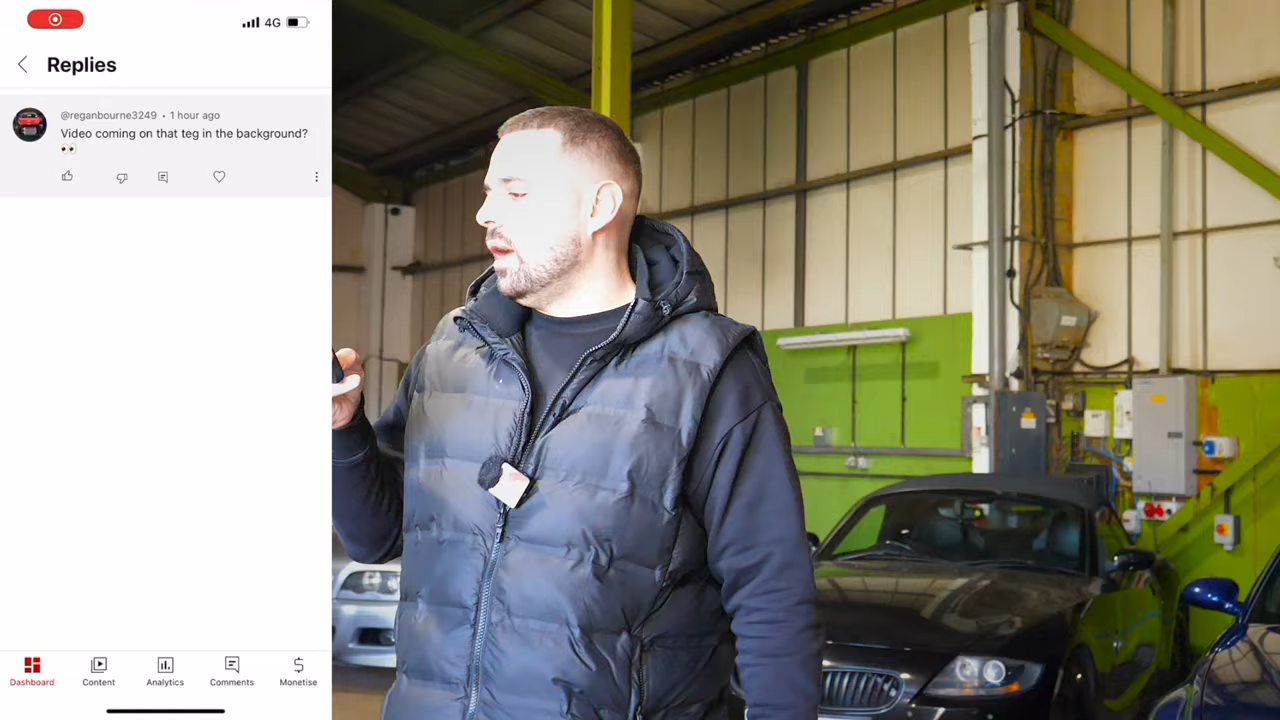 4G
Replies
@reganbourne3249 • 1 hour ago
Video coming on that teg in the background?
👀
Dashboard
Content
Analytics
Comments
Monetise